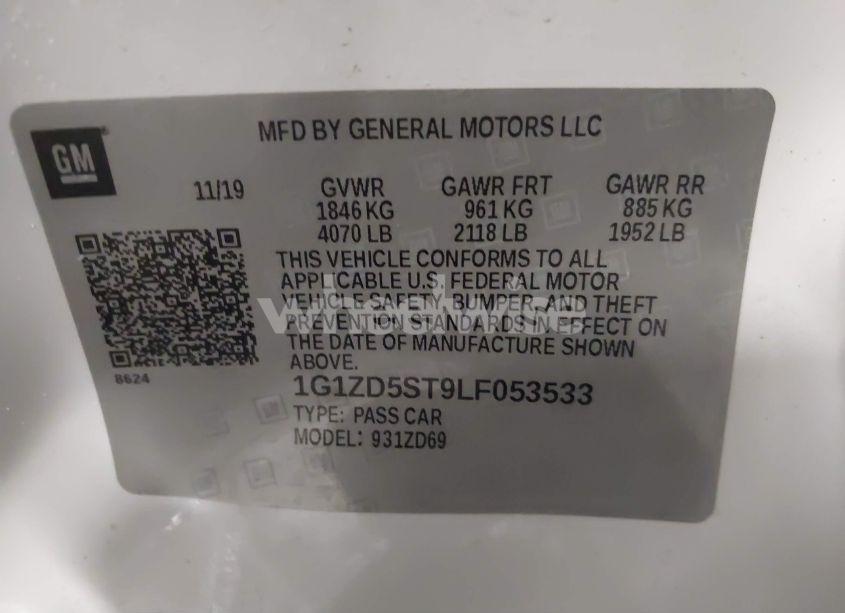 MFD BY GENERAL MOTORS LLC
GM
11/19 GVWR GAWR FRT GAWR RR
1846 KG 961 KG 885 KG
4070 LB 2118 LB 1952 LB
THIS VEHICLE CONFORMS TO ALL
APPLICABLE U.S. FEDERAL MOTOR
VEHICLE SAFETY, BUMPER, AND THEFT
PREVENTION STANDARDS IN EFFECT ON
THE DATE OF MANUFACTURE SHOWN
ABOVE.
8624
1G1ZD5ST9LF053533
TYPE: PASS CAR
MODEL: 931ZD69